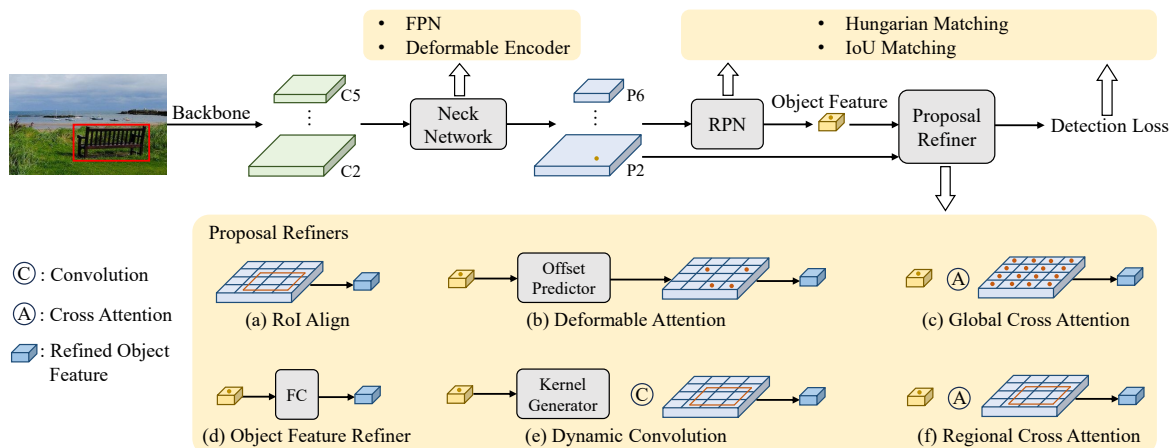 • FPN
• Deformable Encoder
• Hungarian Matching
• IoU Matching
Backbone
C5
C2
Neck
Network
P6
P2
RPN
Object Feature
Proposal
Refiner
Detection Loss
Proposal Refiners
C : Convolution
A : Cross Attention
: Refined Object
Feature
(a) RoI Align
Offset
Predictor
(b) Deformable Attention
A
(c) Global Cross Attention
FC
(d) Object Feature Refiner
Kernel
Generator
C
(e) Dynamic Convolution
A
(f) Regional Cross Attention